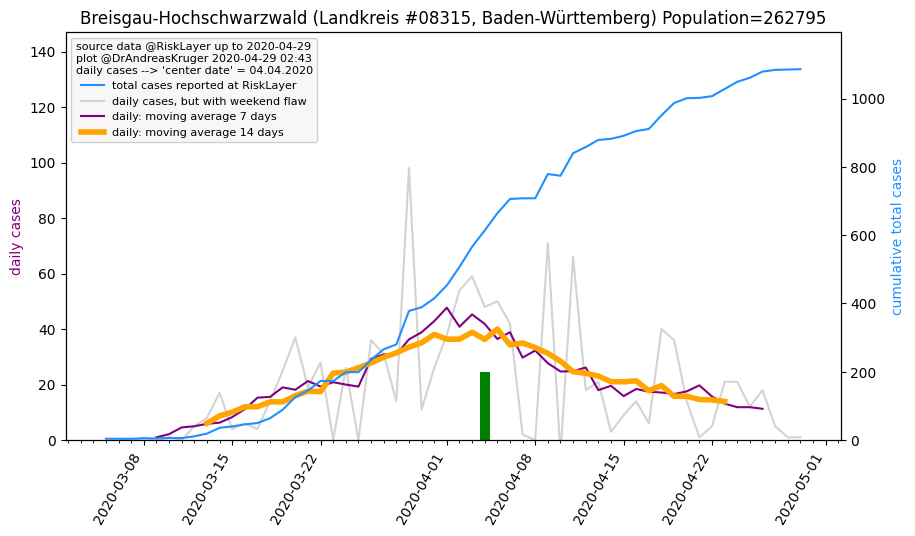 Breisgau-Hochschwarzwald (Landkreis #08315, Baden-Württemberg) Population=262795
source data @RiskLayer up to 2020-04-29
plot @DrAndreasKruger 2020-04-29 02:43
daily cases --> 'center date' = 04.04.2020
total cases reported at RiskLayer
daily cases, but with weekend flaw
daily: moving average 7 days
daily: moving average 14 days
daily cases
140
120
100
80
60
40
20
0
cumulative total cases
1000
800
600
400
200
0
2020-03-08
2020-03-15
2020-03-22
2020-04-01
2020-04-08
2020-04-15
2020-04-22
2020-05-01